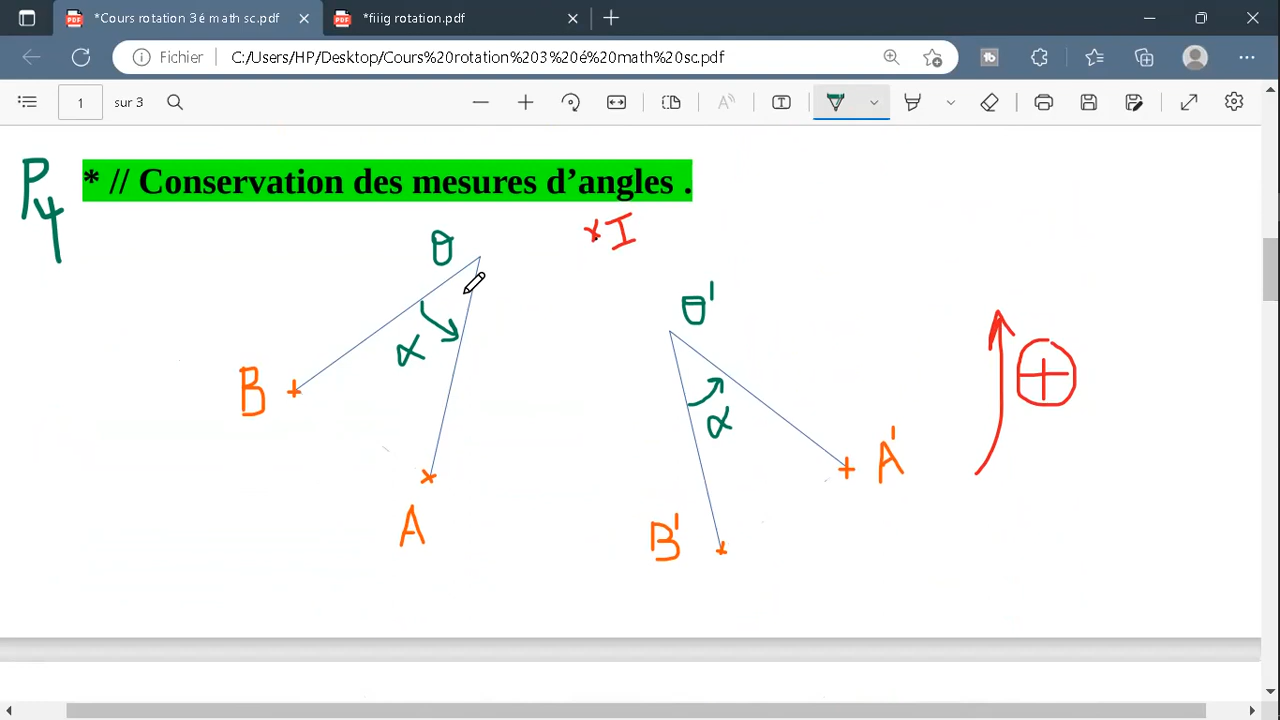 *Cours rotation 3é math sc.pdf
*fiiig rotation.pdf
Fichier
C:/Users/HP/Desktop/Cours%20rotation%203%20é%20math%20sc.pdf
1
sur 3
P4
* // Conservation des mesures d’angles .
I
O
O'
α
α
B
A'
A
B'